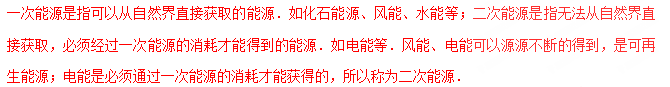 一次能源是指可以从自然界直接获取的能源．如化石能源、风能、水能等；二次能源是指无法从自然界直
接获取，必须经过一次能源的消耗才能得到的能源．如电能等．风能、电能可以源源不断的得到，是可再
生能源；电能是必须通过一次能源的消耗才能获得的，所以称为二次能源．